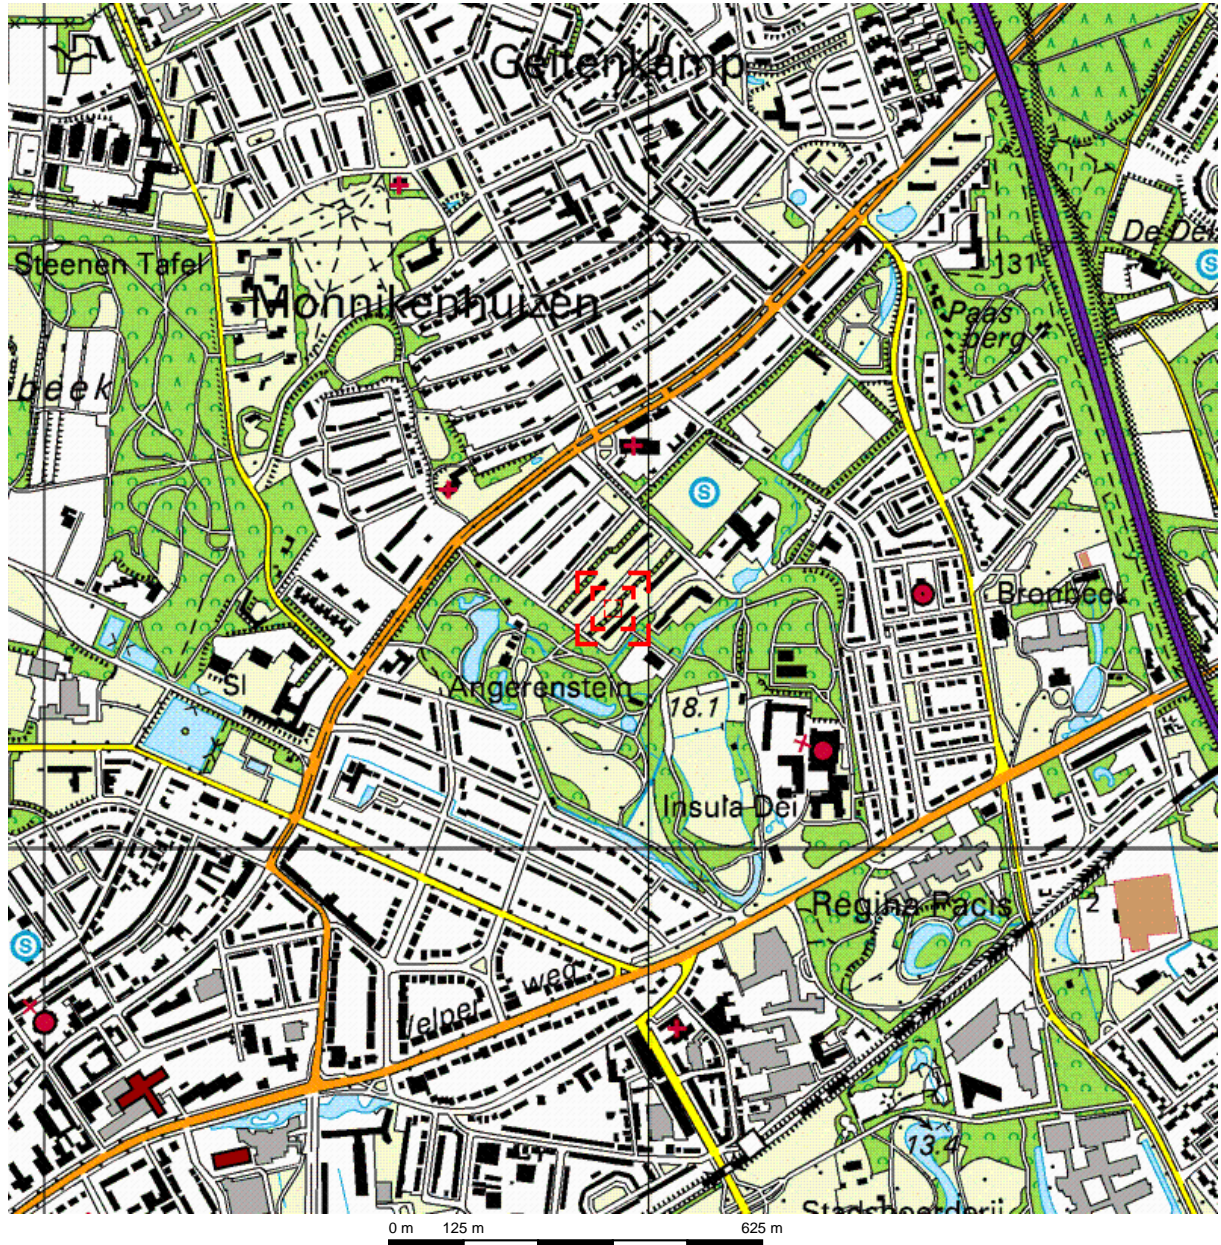 Geitenkamp
De Del
Steenen Tafel
131
Monnikenhuizen
Paas
berg
beek
S
S
Bronbeek
Angerenstein
Sl
18.1
Insula Dei
Regina Pacis
2
S
weg
Velper
13.4
Stadsboerderij
0 m 125 m 625 m